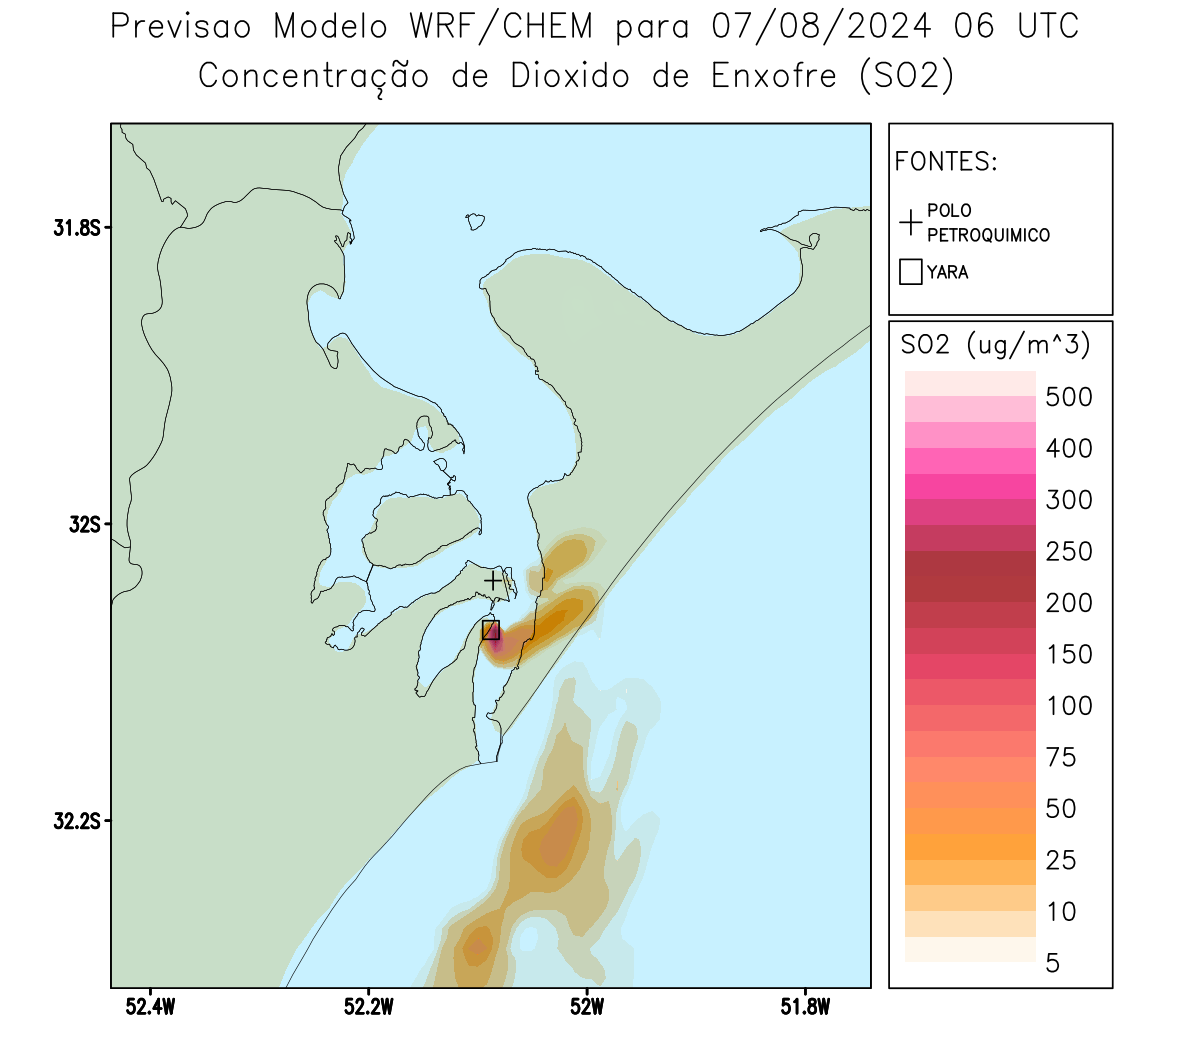 Previsao Modelo WRF/CHEM para 07/08/2024 06 UTC
Concentração de Dioxido de Enxofre (SO2)
FONTES:
POLO
PETROQUIMICO
YARA
SO2 (ug/m^3)
500
400
300
250
200
150
100
75
50
25
10
5
31.8S
32S
32.2S
52.4W
52.2W
52W
51.8W